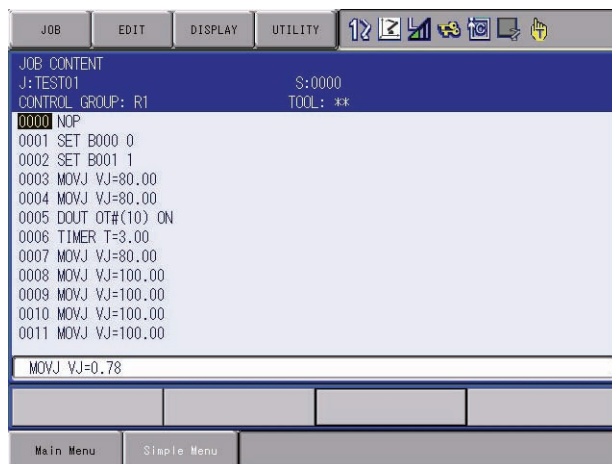 JOB EDIT DISPLAY UTILITY
JOB CONTENT
J:TEST01 S:0000
CONTROL GROUP: R1 TOOL: **
0000 NOP
0001 SET B000 0
0002 SET B001 1
0003 MOVJ VJ=80.00
0004 MOVJ VJ=80.00
0005 DOUT OT#(10) ON
0006 TIMER T=3.00
0007 MOVJ VJ=80.00
0008 MOVJ VJ=100.00
0009 MOVJ VJ=100.00
0010 MOVJ VJ=100.00
0011 MOVJ VJ=100.00
MOVJ VJ=0.78
Main Menu Simple Menu